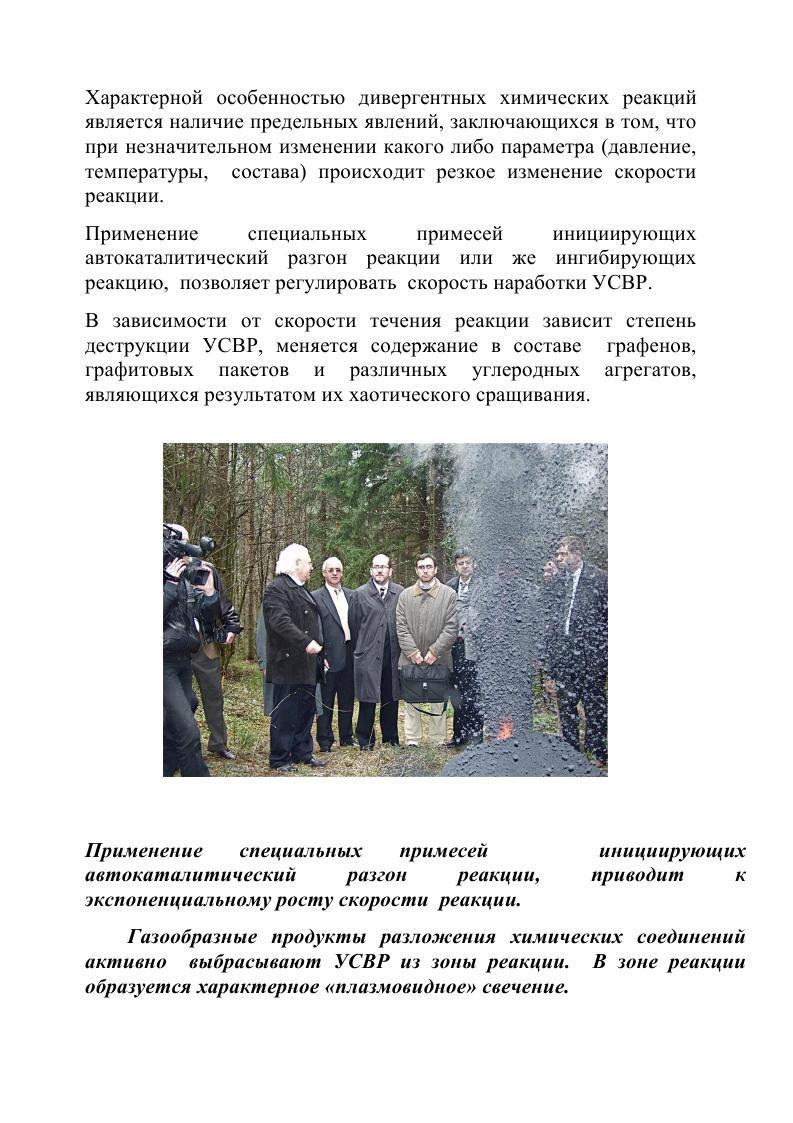 Характерной особенностью дивергентных химических реакций
является наличие предельных явлений, заключающихся в том, что
при незначительном изменении какого либо параметра (давление,
температуры, состава) происходит резкое изменение скорости
реакции.
Применение специальных примесей инициирующих
автокаталитический разгон реакции или же ингибирующих
реакцию, позволяет регулировать скорость наработки УСВР.
В зависимости от скорости течения реакции зависит степень
деструкции УСВР, меняется содержание в составе графенов,
графитовых пакетов и различных углеродных агрегатов,
являющихся результатом их хаотического сращивания.
Применение специальных примесей инициирующих
автокаталитический разгон реакции, приводит к
экспоненциальному росту скорости реакции.
Газообразные продукты разложения химических соединений
активно выбрасывают УСВР из зоны реакции. В зоне реакции
образуется характерное «плазмовидное» свечение.